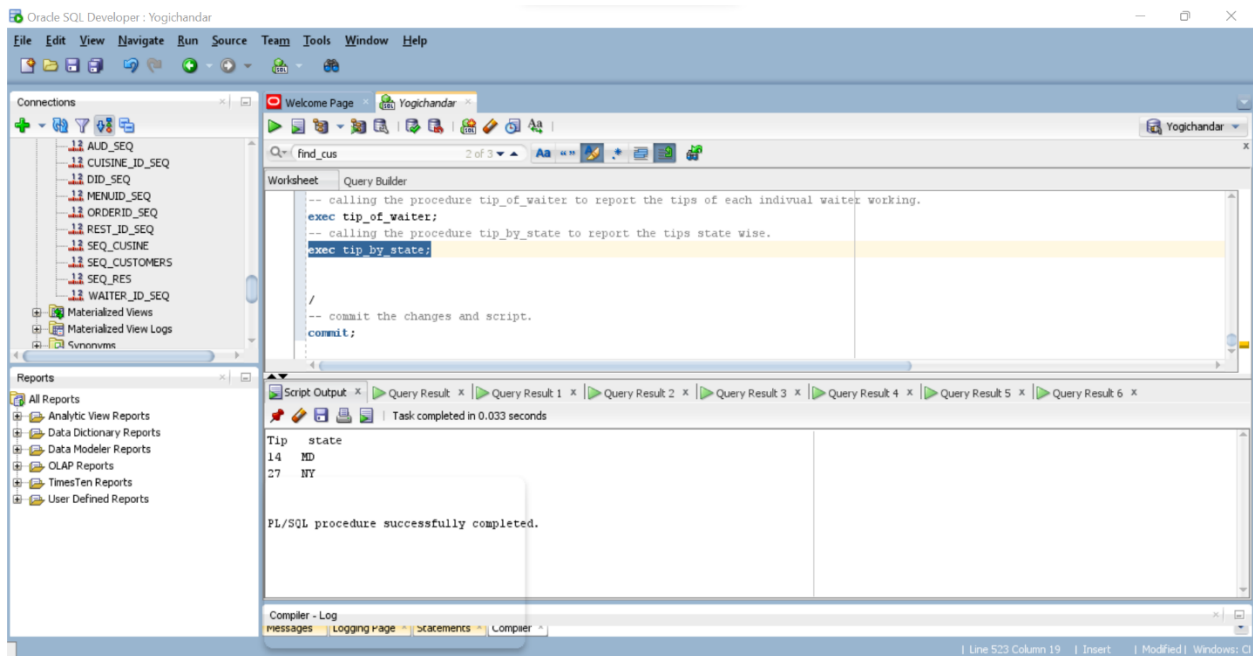 Oracle SQL Developer : Yogichandar
File Edit View Navigate Run Source Team Tools Window Help
Connections
AUD_SEQ
CUISINE_ID_SEQ
DID_SEQ
MENUID_SEQ
ORDERID_SEQ
REST_ID_SEQ
SEQ_CUSINE
SEQ_CUSTOMERS
SEQ_RES
WAITER_ID_SEQ
Materialized Views
Materialized View Logs
Synonyms
Reports
All Reports
Analytic View Reports
Data Dictionary Reports
Data Modeler Reports
OLAP Reports
TimesTen Reports
User Defined Reports
Welcome Page Yogichandar
Yogichandar
find_cus 2 of 3 Aa “”
Worksheet Query Builder
-- calling the procedure tip_of_waiter to report the tips of each indivual waiter working.
exec tip_of_waiter;
-- calling the procedure tip_by_state to report the tips state wise.
exec tip_by_state;
/
-- commit the changes and script.
commit;
Script Output Query Result Query Result 1 Query Result 2 Query Result 3 Query Result 4 Query Result 5 Query Result 6
Task completed in 0.033 seconds
Tip state
14 MD
27 NY
PL/SQL procedure successfully completed.
Compiler - Log
Messages Logging Page Statements Compiler
Line 523 Column 19 | Insert | Modified | Windows: Cl